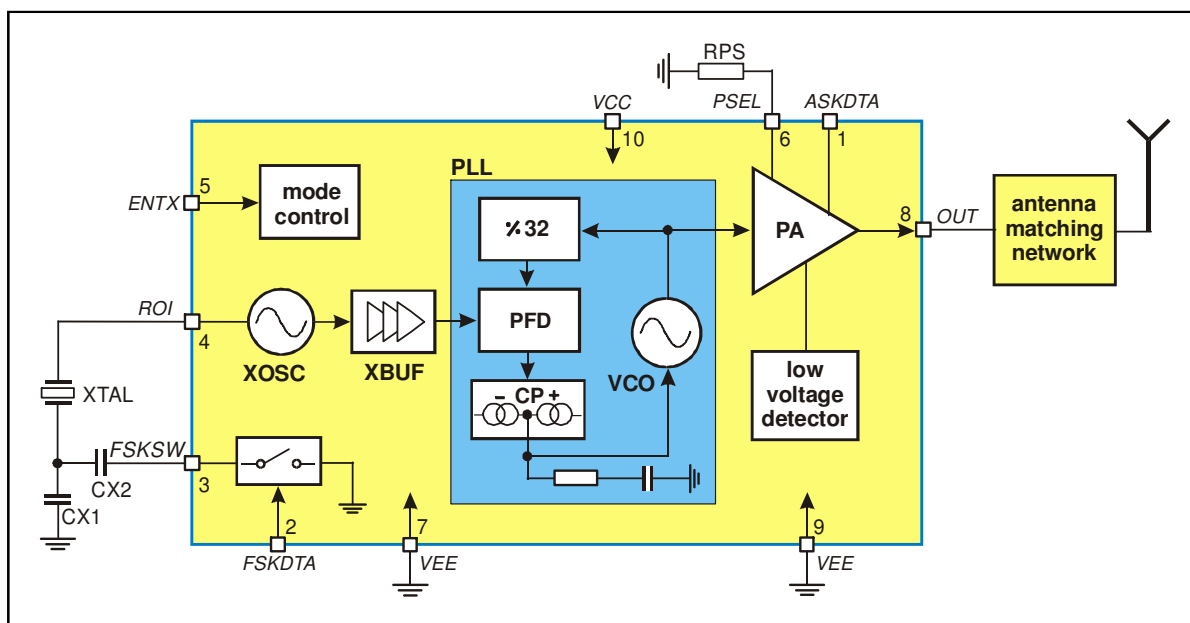 RPS
VCC
PSEL
ASKDTA
10
6
1
PLL
5
ENTX
mode
control
% 32
PA
8
OUT
antenna
matching
network
ROI
4
XOSC
XBUF
PFD
VCO
low
voltage
detector
XTAL
- CP +
FSKSW
3
CX2
CX1
2
FSKDTA
7
VEE
9
VEE